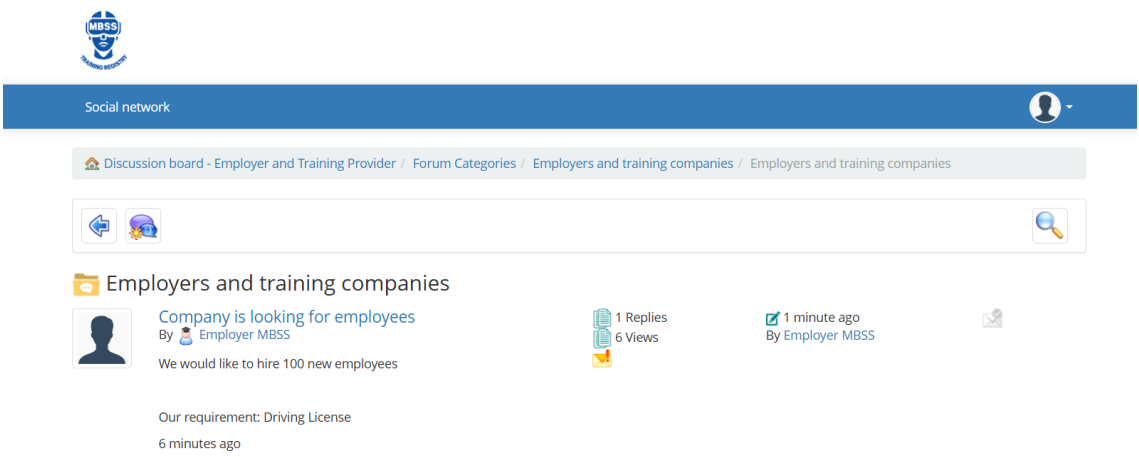 MBSS
TRAINING REGISTRY
Social network
Discussion board - Employer and Training Provider / Forum Categories / Employers and training companies / Employers and training companies
Employers and training companies
Company is looking for employees
By Employer MBSS
We would like to hire 100 new employees
Our requirement: Driving License
6 minutes ago
1 Replies
6 Views
1 minute ago
By Employer MBSS